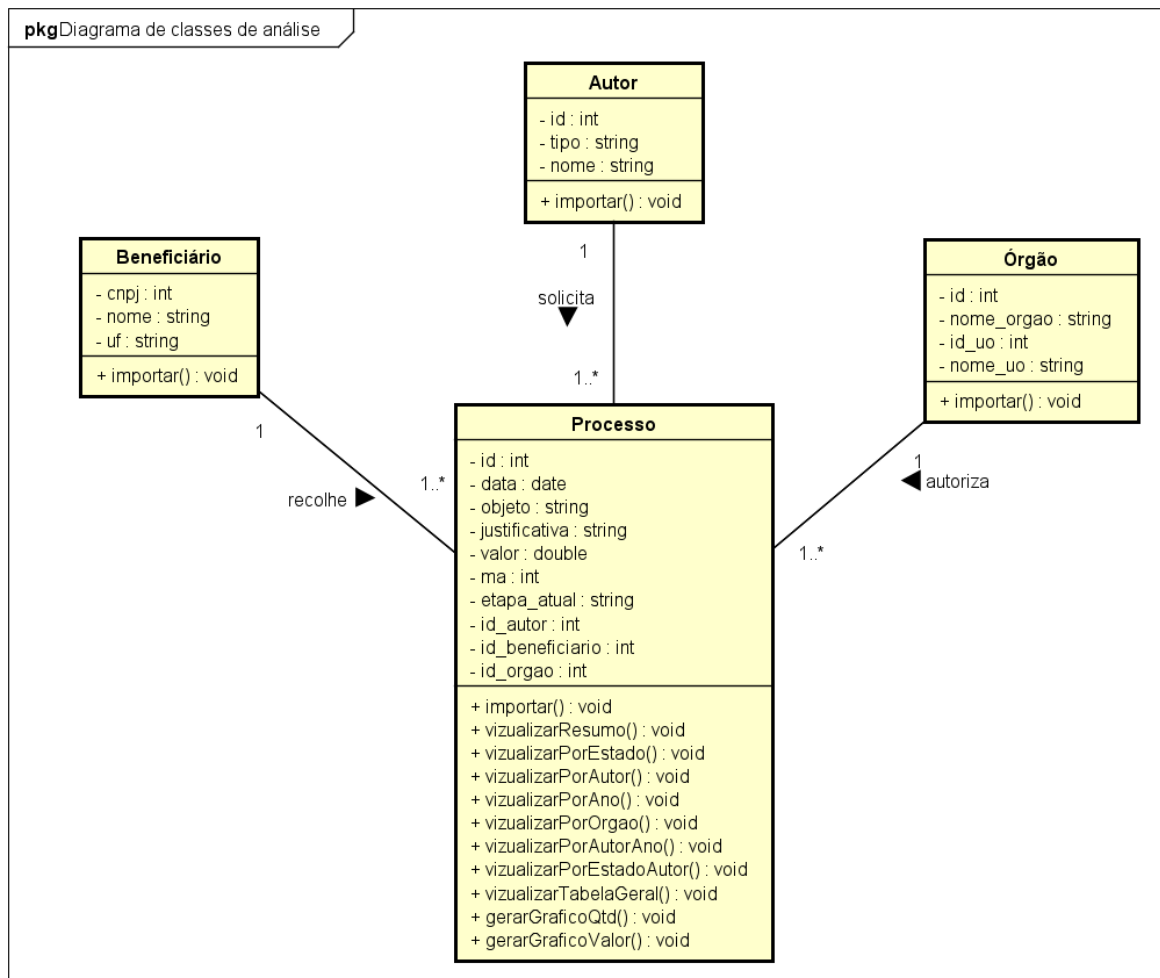 pkgDiagrama de classes de análise
Autor
- id : int
- tipo : string
- nome : string
+ importar() : void
Beneficiário
- cnpj : int
- nome : string
- uf : string
+ importar() : void
Órgão
- id : int
- nome_orgao : string
- id_uo : int
- nome_uo : string
+ importar() : void
1
solicita
1..*
1
recolhe
1..*
1
autoriza
1..*
Processo
- id : int
- data : date
- objeto : string
- justificativa : string
- valor : double
- ma : int
- etapa_atual : string
- id_autor : int
- id_beneficiario : int
- id_orgao : int
+ importar() : void
+ vizualizarResumo() : void
+ vizualizarPorEstado() : void
+ vizualizarPorAutor() : void
+ vizualizarPorAno() : void
+ vizualizarPorOrgao() : void
+ vizualizarPorAutorAno() : void
+ vizualizarPorEstadoAutor() : void
+ vizualizarTabelaGeral() : void
+ gerarGraficoQtd() : void
+ gerarGraficoValor() : void